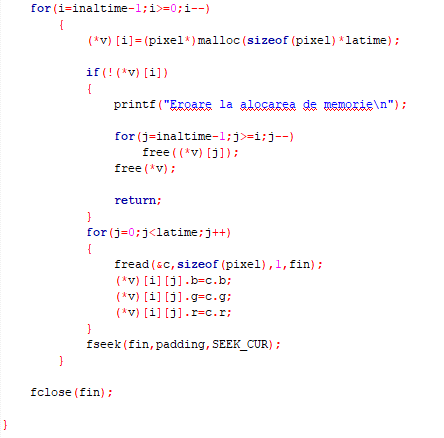 for(i=inaltime-1;i>=0;i--)
{
(*v)[i]=(pixel*)malloc(sizeof(pixel)*latime);
if(!(*v)[i])
{
printf("Eroare la alocarea de memorie\n");
for(j=inaltime-1;j>=i;j--)
free((*v)[j]);
free(*v);
return;
}
for(j=0;j<latime;j++)
{
fread(&c,sizeof(pixel),1,fin);
(*v)[i][j].b=c.b;
(*v)[i][j].g=c.g;
(*v)[i][j].r=c.r;
}
fseek(fin,padding,SEEK_CUR);
}
fclose(fin);
}